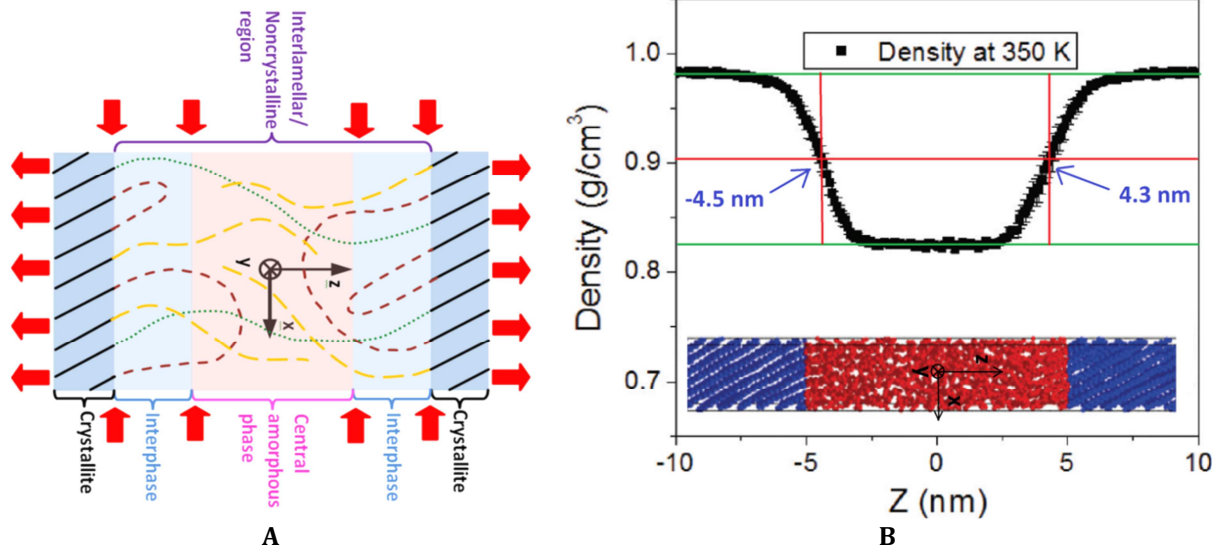 Interlamellar/
Noncrystalline
region
y
z
x
Crystallite
Interphase
Central
amorphous
phase
Interphase
Crystallite
A
Density (g/cm³)
1.0
0.9
0.8
0.7
Density at 350 K
-4.5 nm
4.3 nm
Y
z
x
-10
-5
0
5
10
Z (nm)
B